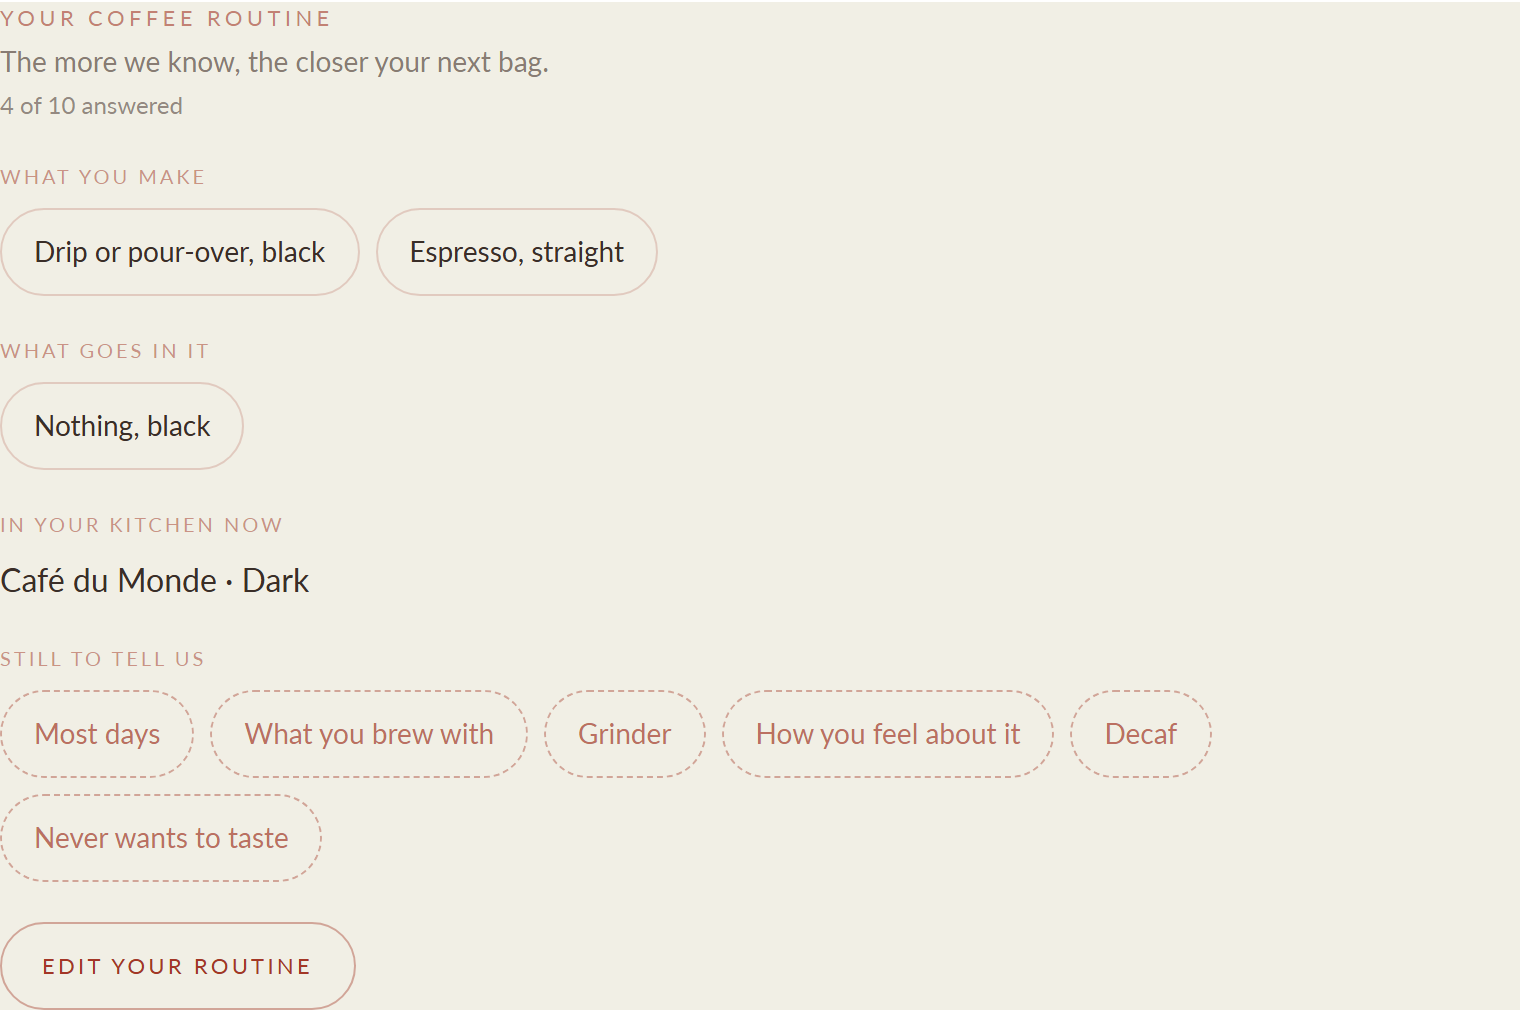 YOUR COFFEE ROUTINE
The more we know, the closer your next bag.
4 of 10 answered
WHAT YOU MAKE
Drip or pour-over, black
Espresso, straight
WHAT GOES IN IT
Nothing, black
IN YOUR KITCHEN NOW
Café du Monde · Dark
STILL TO TELL US
Most days
What you brew with
Grinder
How you feel about it
Decaf
Never wants to taste
EDIT YOUR ROUTINE